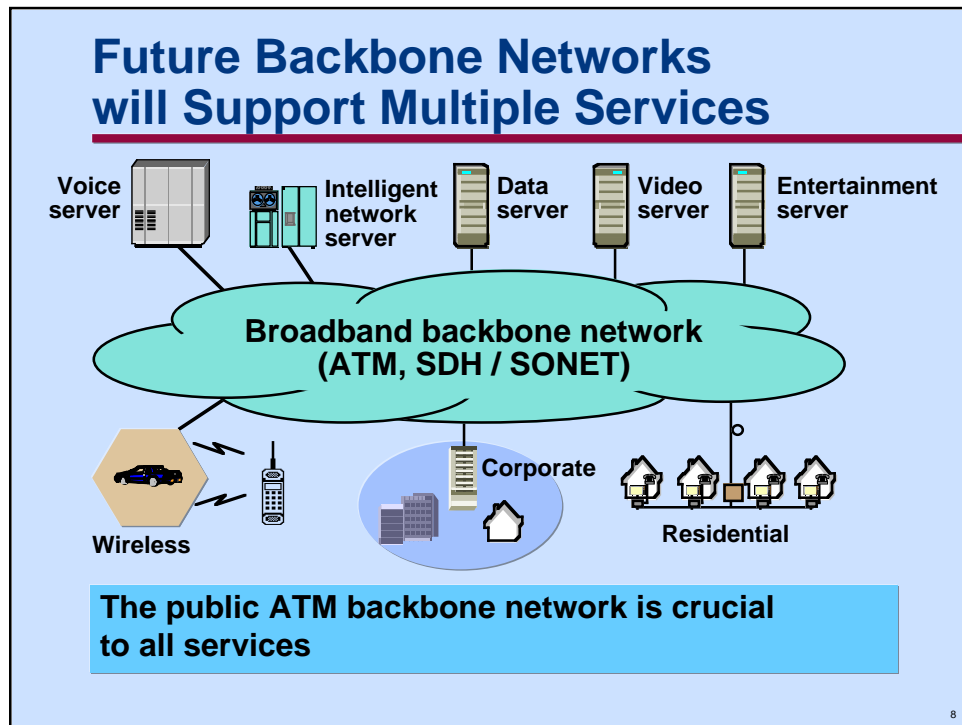 Future Backbone Networks
will Support Multiple Services
Voice
server
Intelligent
network
server
Data
server
Video
server
Entertainment
server
Broadband backbone network
(ATM, SDH / SONET)
Wireless
Corporate
Residential
The public ATM backbone network is crucial
to all services
8